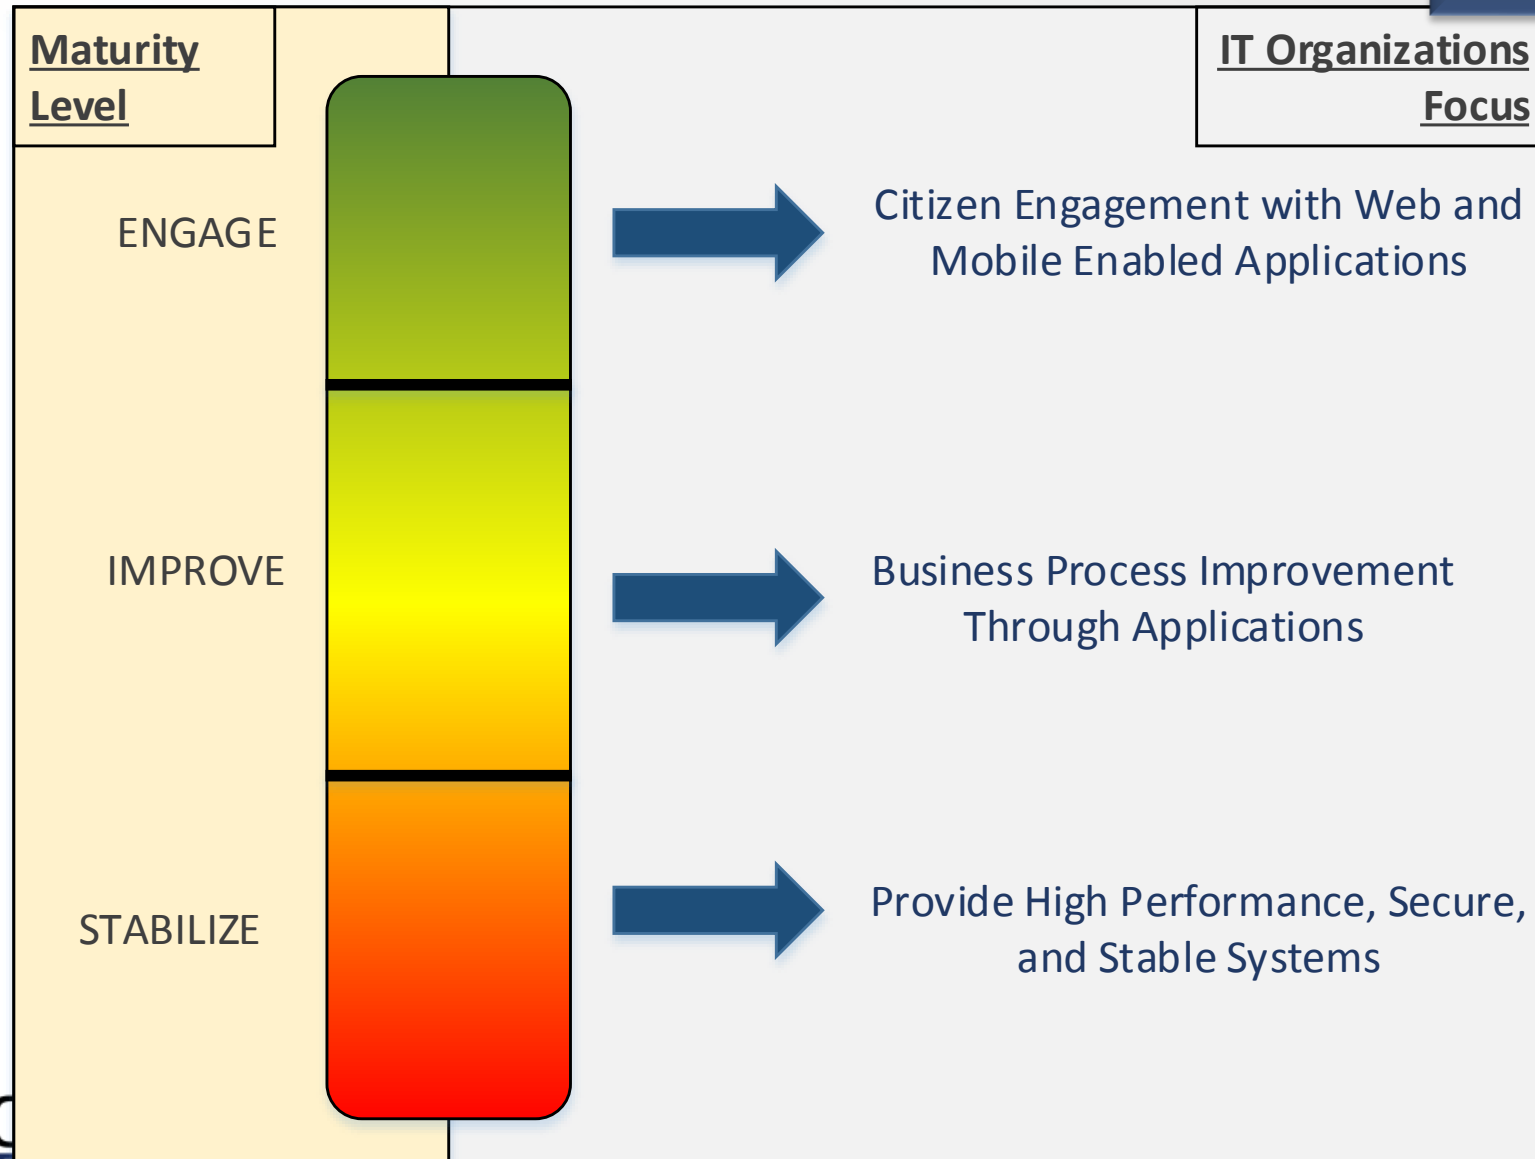 Maturity
Level
IT Organizations
Focus
ENGAGE
Citizen Engagement with Web and
Mobile Enabled Applications
IMPROVE
Business Process Improvement
Through Applications
STABILIZE
Provide High Performance, Secure,
and Stable Systems